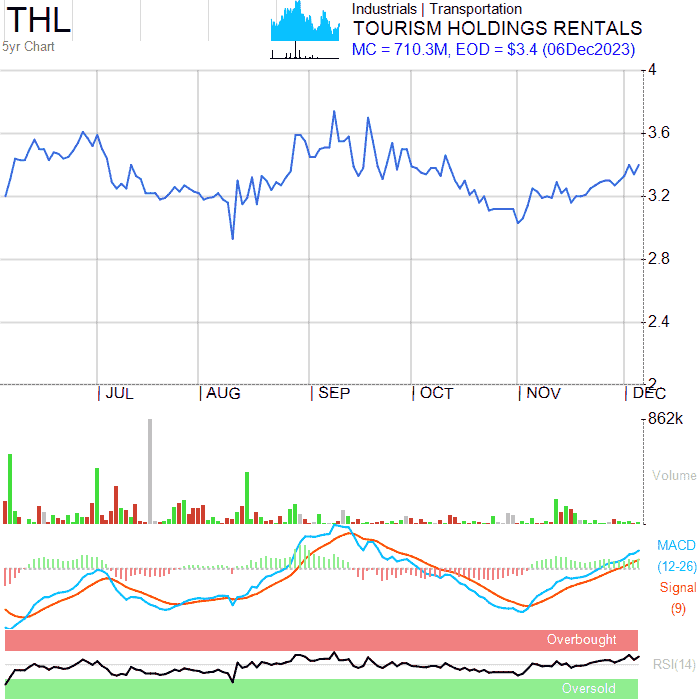 THL
5yr Chart
Industrials | Transportation
TOURISM HOLDINGS RENTALS
MC = 710.3M, EOD = $3.4 (06Dec2023)
4
3.6
3.2
2.8
2.4
2
JUL AUG SEP OCT NOV DEC
862k
Volume
MACD
(12-26)
Signal
(9)
Overbought
RSI(14)
Oversold